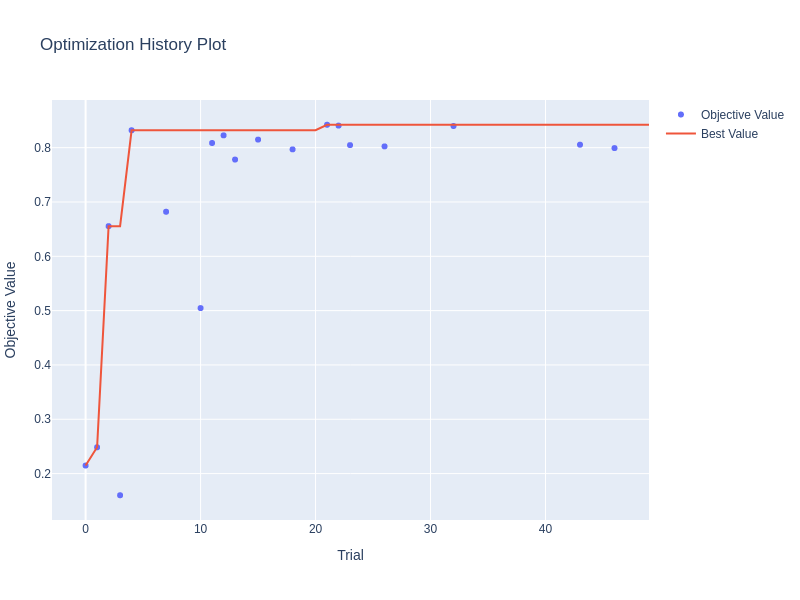 Optimization History Plot
Objective Value
Best Value
0.8
0.7
0.6
0.5
0.4
0.3
0.2
Objective Value
0 10 20 30 40
Trial